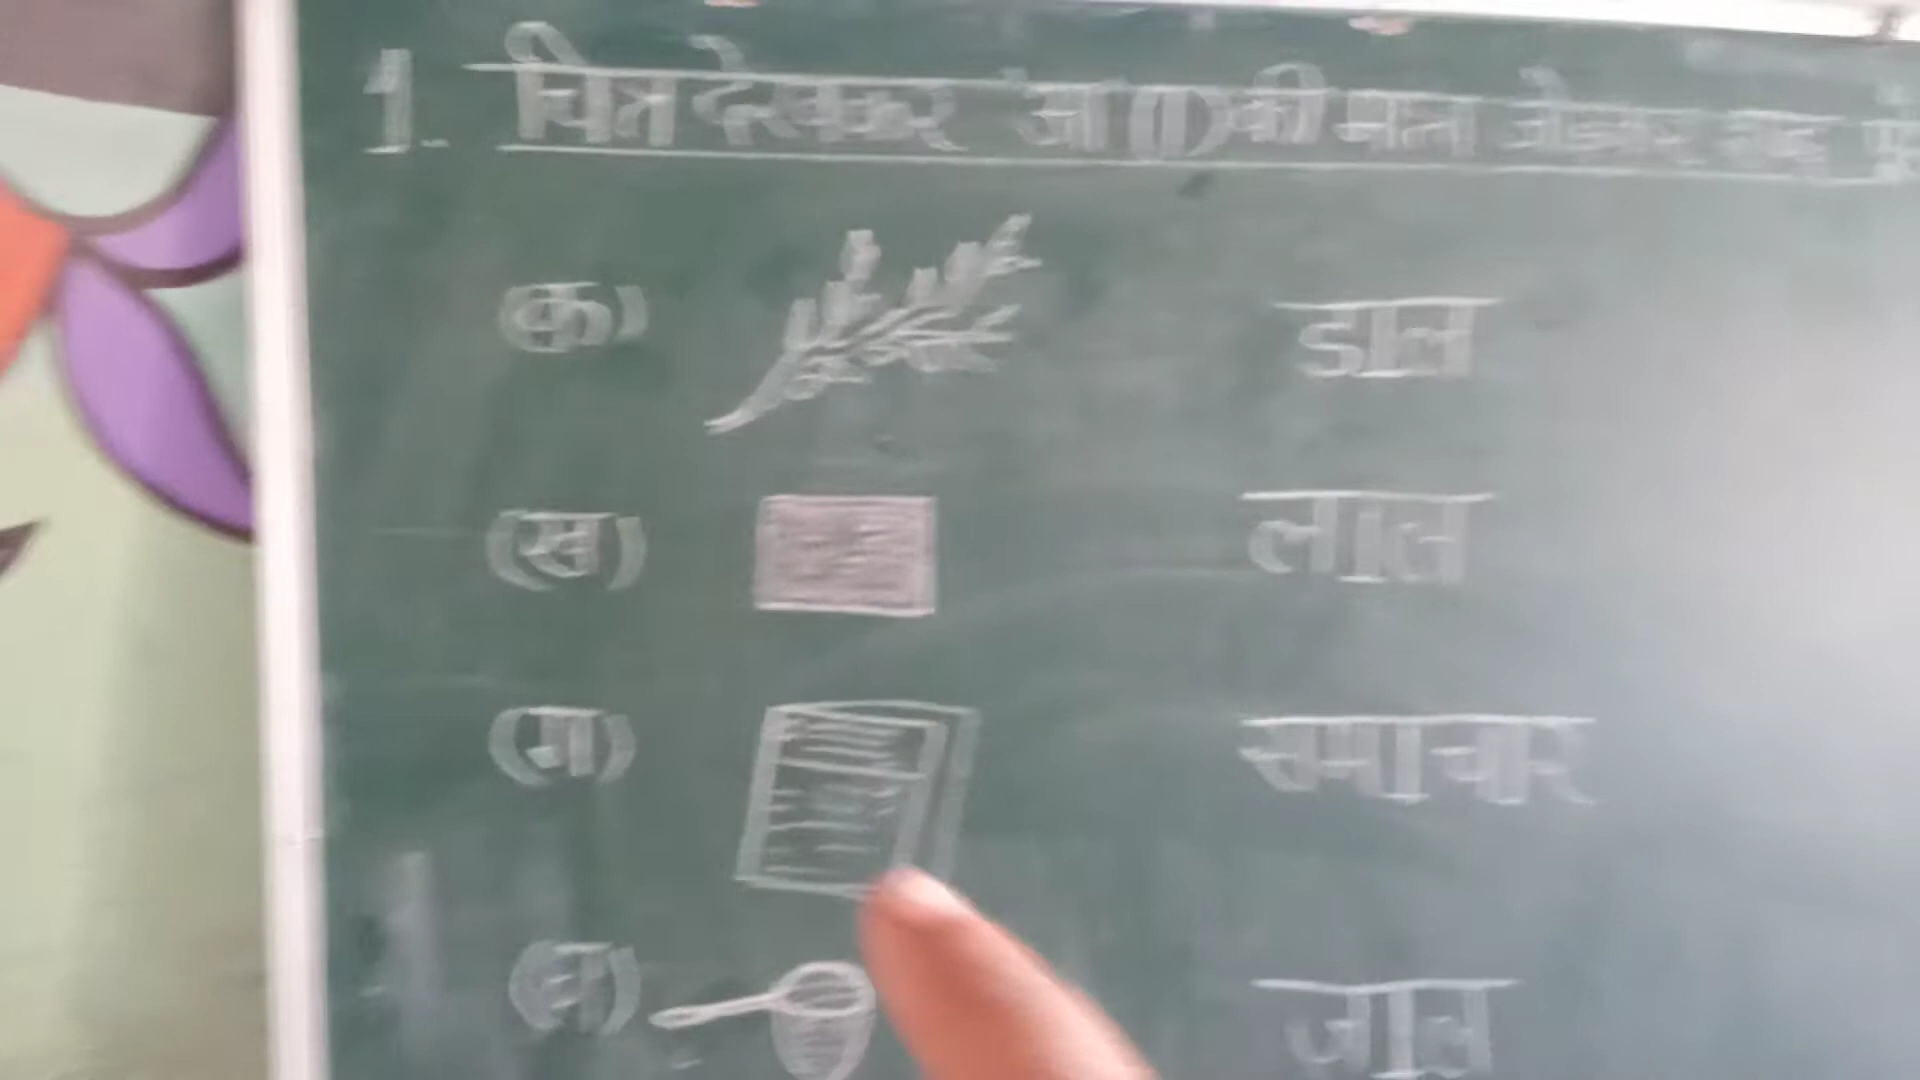 1. चित्र देखकर आ (ा) की मात्रा जोड़कर शब्द
(क) डाल
(ख) लाल
(ग) समाचार
जाल